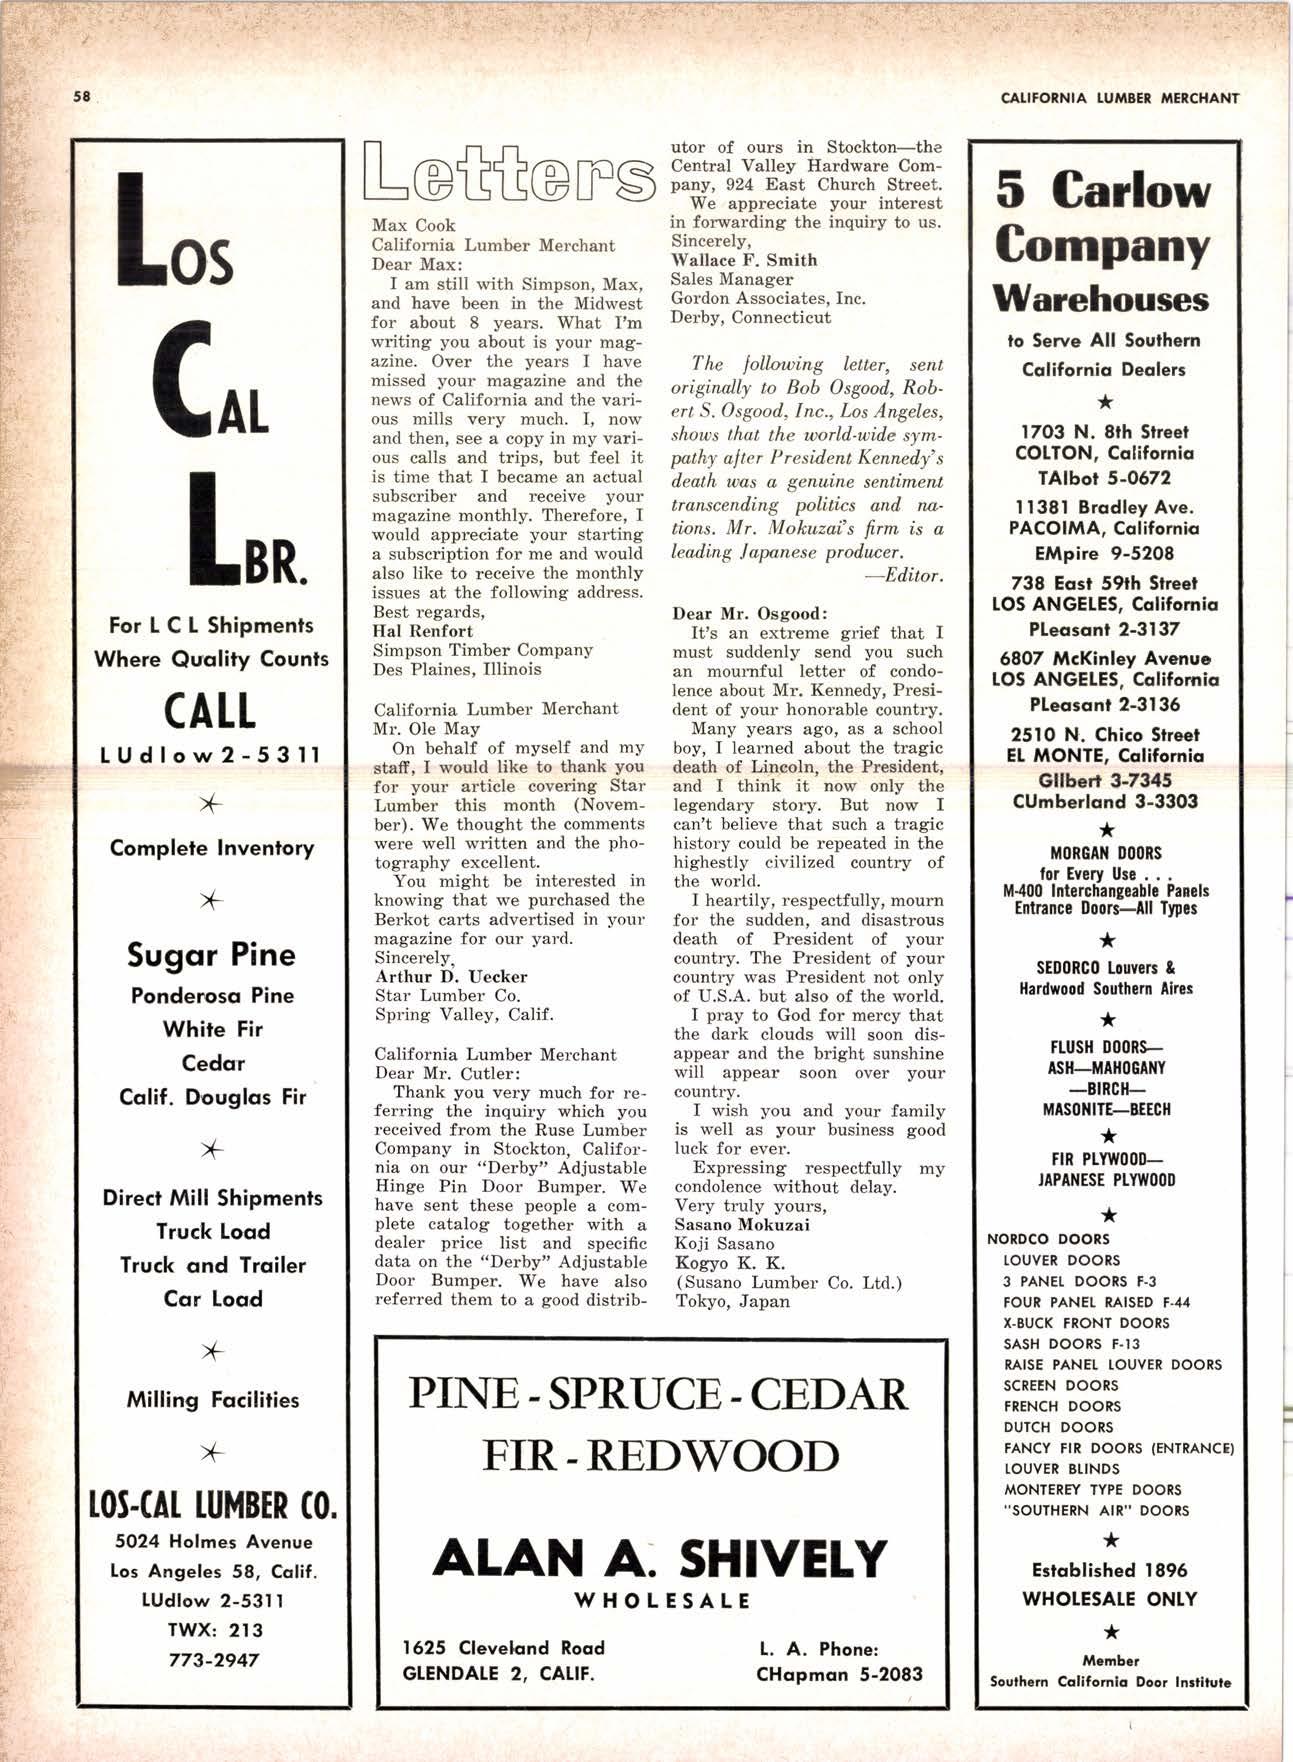 58
CALIFORNIA LUMBER MERCHANT
LOS
CAL
LBR.
For L C L Shipments
Where Quality Counts
CALL
LUdlow 2-5311
Complete Inventory
Sugar Pine
Ponderosa Pine
White Fir
Cedar
Calif. Douglas Fir
Direct Mill Shipments
Truck Load
Truck and Trailer
Car Load
Milling Facilities
LOS-CAL LUMBER CO.
5024 Holmes Avenue
Los Angeles 58, Calif.
LUdlow 2-5311
TWX: 213
773-2947
Letters
Max Cook
California Lumber Merchant
Dear Max:
I am still with Simpson, Max,
and have been in the Midwest
for about 8 years. What I'm
writing you about is your mag-
azine. Over the years I have
missed your magazine and the
news of California and the vari-
ous mills very much. I, now
and then, see a copy in my vari-
ous calls and trips, but feel it
is time that I became an actual
subscriber and receive your
magazine monthly. Therefore, I
would appreciate your starting
a subscription for me and would
also like to receive the monthly
issues at the following address.
Best regards,
Hal Renfort
Simpson Timber Company
Des Plaines, Illinois
California Lumber Merchant
Mr. Ole May
On behalf of myself and my
staff, I would like to thank you
for your article covering Star
Lumber this month (Novem-
ber). We thought the comments
were well written and the pho-
tography excellent.
You might be interested in
knowing that we purchased the
Berkot carts advertised in your
magazine for our yard.
Sincerely,
Arthur D. Uecker
Star Lumber Co.
Spring Valley, Calif.
California Lumber Merchant
Dear Mr. Cutler:
Thank you very much for re-
ferring the inquiry which you
received from the Ruse Lumber
Company in Stockton, Califor-
nia on our "Derby" Adjustable
Hinge Pin Door Bumper. We
have sent these people a com-
plete catalog together with a
dealer price list and specific
data on the "Derby" Adjustable
Door Bumper. We have also
referred them to a good distrib-
utor of ours in Stockton—the
Central Valley Hardware Com-
pany, 924 East Church Street.
We appreciate your interest
in forwarding the inquiry to us.
Sincerely,
Wallace F. Smith
Sales Manager
Gordon Associates, Inc.
Derby, Connecticut
The following letter, sent
originally to Bob Osgood, Rob-
ert S. Osgood, Inc., Los Angeles,
shows that the world-wide sym-
pathy after President Kennedy's
death was a genuine sentiment
transcending politics and na-
tions. Mr. Mokuzai's firm is a
leading Japanese producer.
—Editor.
Dear Mr. Osgood:
It's an extreme grief that I
must suddenly send you such
an mournful letter of condo-
lence about Mr. Kennedy, Presi-
dent of your honorable country.
Many years ago, as a school
boy, I learned about the tragic
death of Lincoln, the President,
and I think it now only the
legendary story. But now I
can't believe that such a tragic
history could be repeated in the
highestly civilized country of
the world.
I heartily, respectfully, mourn
for the sudden, and disastrous
death of President of your
country. The President of your
country was President not only
of U.S.A. but also of the world.
I pray to God for mercy that
the dark clouds will soon dis-
appear and the bright sunshine
will appear soon over your
country.
I wish you and your family
is well as your business good
luck for ever.
Expressing respectfully my
condolence without delay.
Very truly yours,
Sasano Mokuzai
Koji Sasano
Kogyo K. K.
(Susano Lumber Co. Ltd.)
Tokyo, Japan
PINE - SPRUCE - CEDAR
FIR - REDWOOD
ALAN A. SHIVELY
WHOLESALE
1625 Cleveland Road
GLENDALE 2, CALIF.
L. A. Phone:
CHapman 5-2083
5 Carlow
Company
Warehouses
to Serve All Southern
California Dealers
1703 N. 8th Street
COLTON, California
TAlbot 5-0672
11381 Bradley Ave.
PACOIMA, California
EMpire 9-5208
738 East 59th Street
LOS ANGELES, California
PLeasant 2-3137
6807 McKinley Avenue
LOS ANGELES, California
PLeasant 2-3136
2510 N. Chico Street
EL MONTE, California
GIlbert 3-7345
CUmberland 3-3303
MORGAN DOORS
for Every Use . . .
M-400 Interchangeable Panels
Entrance Doors—All Types
SEDORCO Louvers &
Hardwood Southern Aires
FLUSH DOORS—
ASH—MAHOGANY
—BIRCH—
MASONITE—BEECH
FIR PLYWOOD—
JAPANESE PLYWOOD
NORDCO DOORS
LOUVER DOORS
3 PANEL DOORS F-3
FOUR PANEL RAISED F-44
X-BUCK FRONT DOORS
SASH DOORS F-13
RAISE PANEL LOUVER DOORS
SCREEN DOORS
FRENCH DOORS
DUTCH DOORS
FANCY FIR DOORS (ENTRANCE)
LOUVER BLINDS
MONTEREY TYPE DOORS
"SOUTHERN AIR" DOORS
Established 1896
WHOLESALE ONLY
Member
Southern California Door Institute